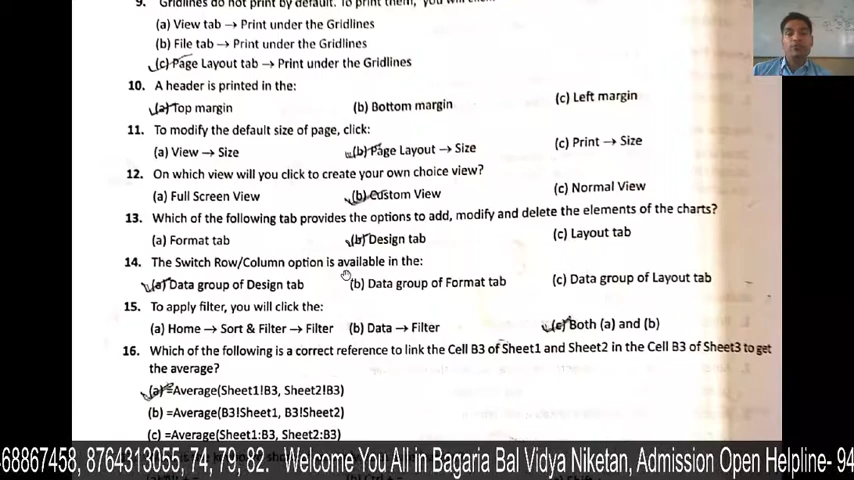 9. Gridlines do not print by default. To print them, you will click
(a) View tab → Print under the Gridlines
(b) File tab → Print under the Gridlines
(c) Page Layout tab → Print under the Gridlines
10. A header is printed in the:
(a) Top margin (b) Bottom margin (c) Left margin
11. To modify the default size of page, click:
(a) View → Size (b) Page Layout → Size (c) Print → Size
12. On which view will you click to create your own choice view?
(a) Full Screen View (b) Custom View (c) Normal View
13. Which of the following tab provides the options to add, modify and delete the elements of the charts?
(a) Format tab (b) Design tab (c) Layout tab
14. The Switch Row/Column option is available in the:
(a) Data group of Design tab (b) Data group of Format tab (c) Data group of Layout tab
15. To apply filter, you will click the:
(a) Home → Sort & Filter → Filter (b) Data → Filter (c) Both (a) and (b)
16. Which of the following is a correct reference to link the Cell B3 of Sheet1 and Sheet2 in the Cell B3 of Sheet3 to get
the average?
(a) =Average(Sheet1!B3, Sheet2!B3)
(b) =Average(B3!Sheet1, B3!Sheet2)
(c) =Average(Sheet1:B3, Sheet2:B3)
68867458, 8764313055, 74, 79, 82. Welcome You All in Bagaria Bal Vidya Niketan, Admission Open Helpline- 94